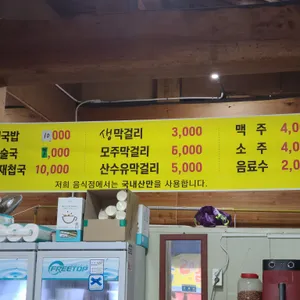 국밥 10,000 생막걸리 3,000 맥 주 4,0
술국 8,000 모주막걸리 6,000 소 주 4,0
재첩국 10,000 산수유막걸리 5,000 음료수 2,0
저희 음식점에서는 국내산만을 사용합니다.
FREETOP